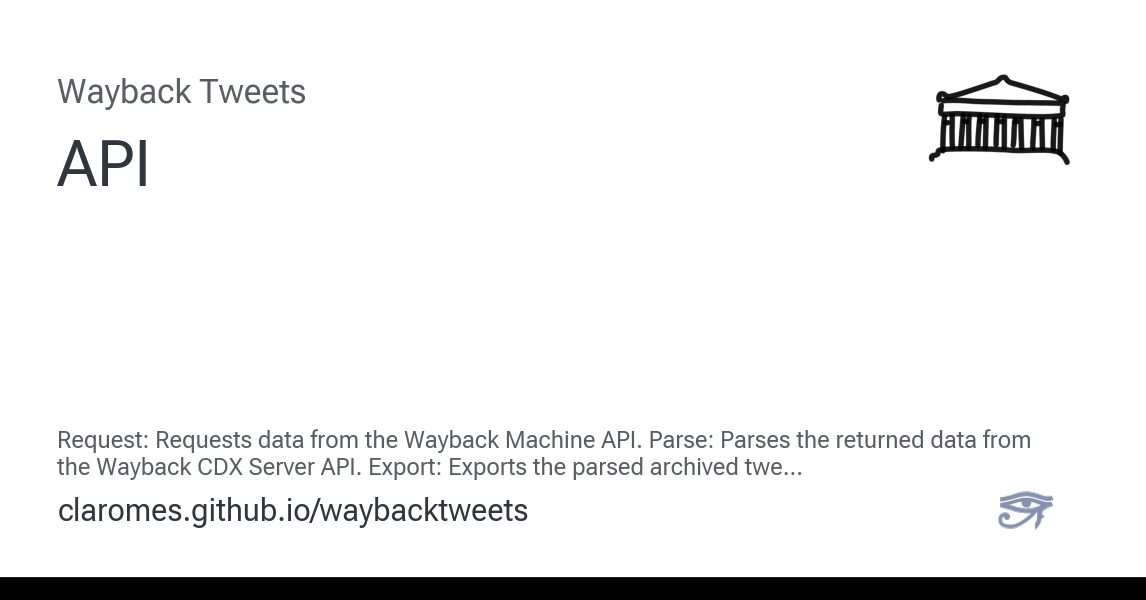 Wayback Tweets
API
Request: Requests data from the Wayback Machine API. Parse: Parses the returned data from
the Wayback CDX Server API. Export: Exports the parsed archived twe...
claromes.github.io/waybacktweets